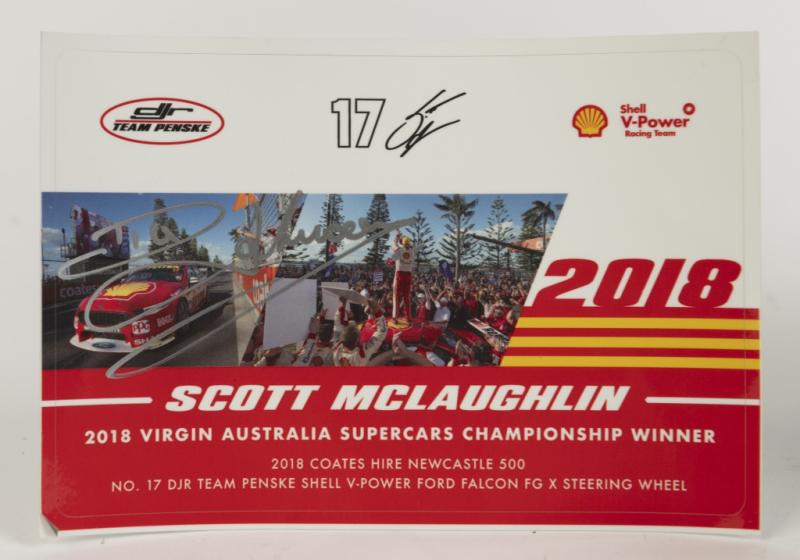 djr
TEAM PENSKE
17
Shell
V-Power
Racing Team
2018
SCOTT MCLAUGHLIN
2018 VIRGIN AUSTRALIA SUPERCARS CHAMPIONSHIP WINNER
2018 COATES HIRE NEWCASTLE 500
NO. 17 DJR TEAM PENSKE SHELL V-POWER FORD FALCON FG X STEERING WHEEL